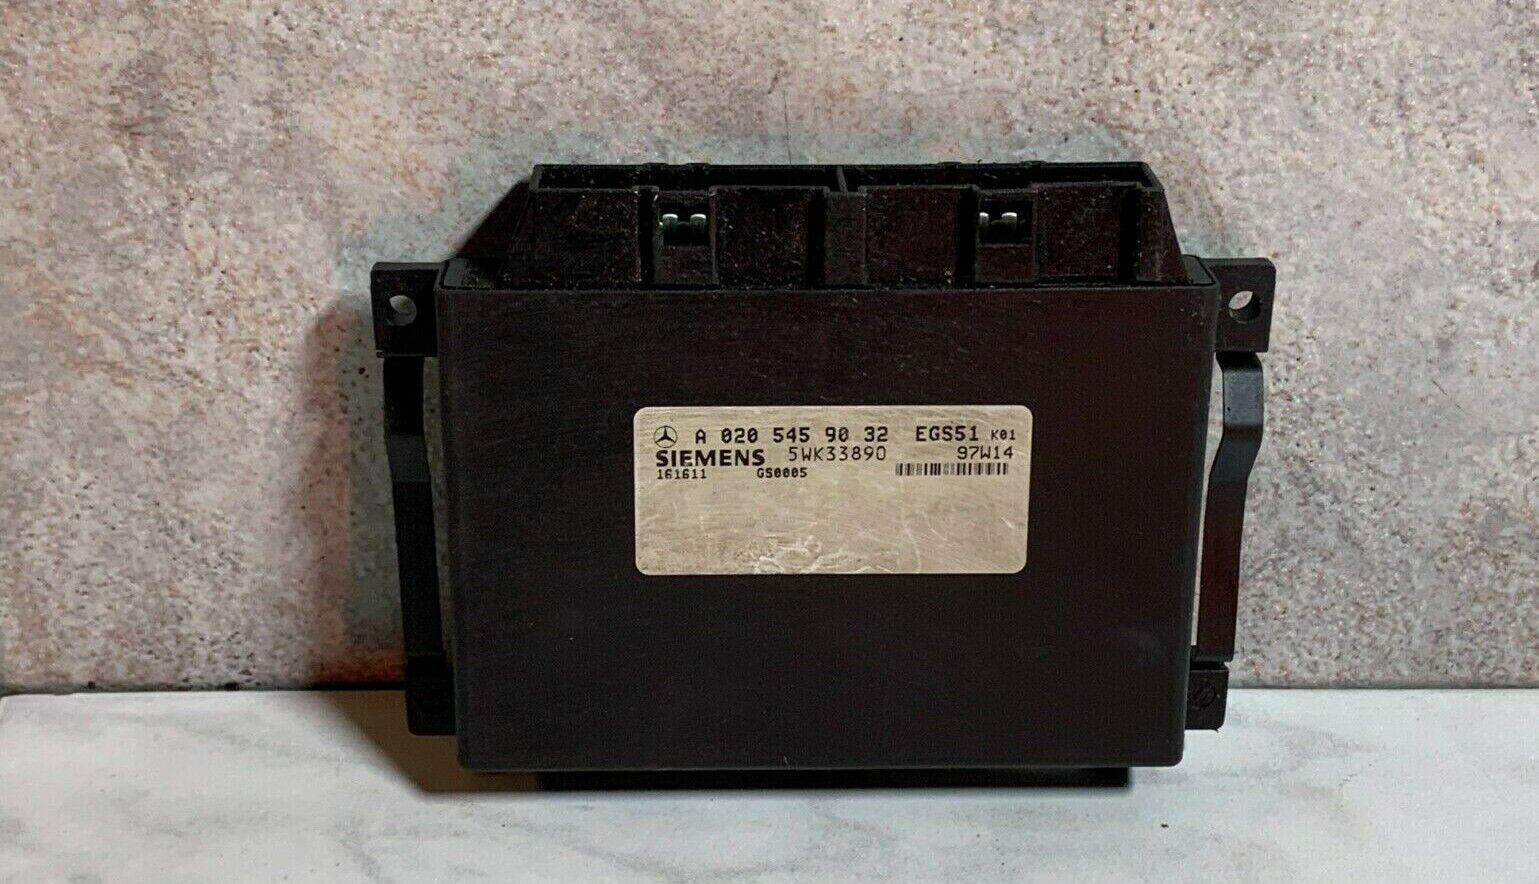 A 020 545 90 32 EGS51 K01
SIEMENS 5WK33890 97W14
161611 GS0005